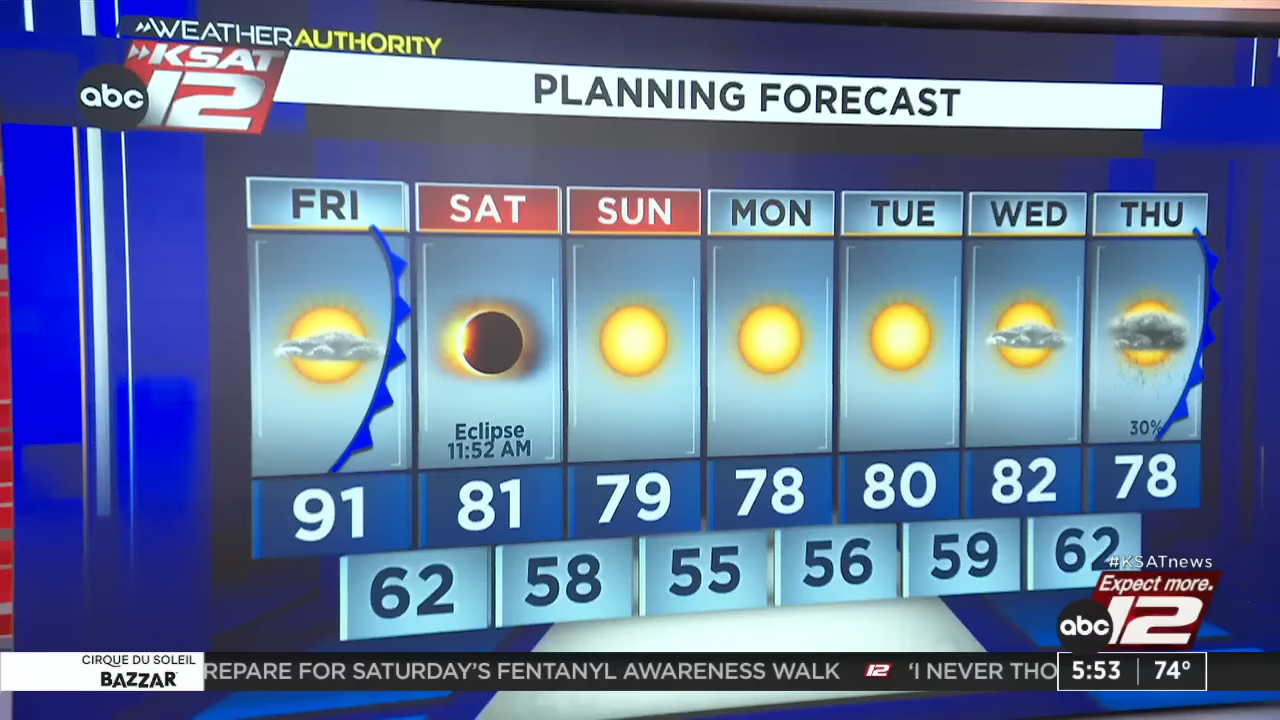 WEATHERAUTHORITY
KSAT
12
abc
PLANNING FORECAST
FRI SAT SUN MON TUE WED THU
Eclipse
11:52 AM
30%
91 81 79 78 80 82 78
62 58 55 56 59 62
#KSATnews
Expect more.
abc 12
CIRQUE DU SOLEIL
BAZZAR
REPARE FOR SATURDAY'S FENTANYL AWARENESS WALK 12 'I NEVER THO
5:53 74°